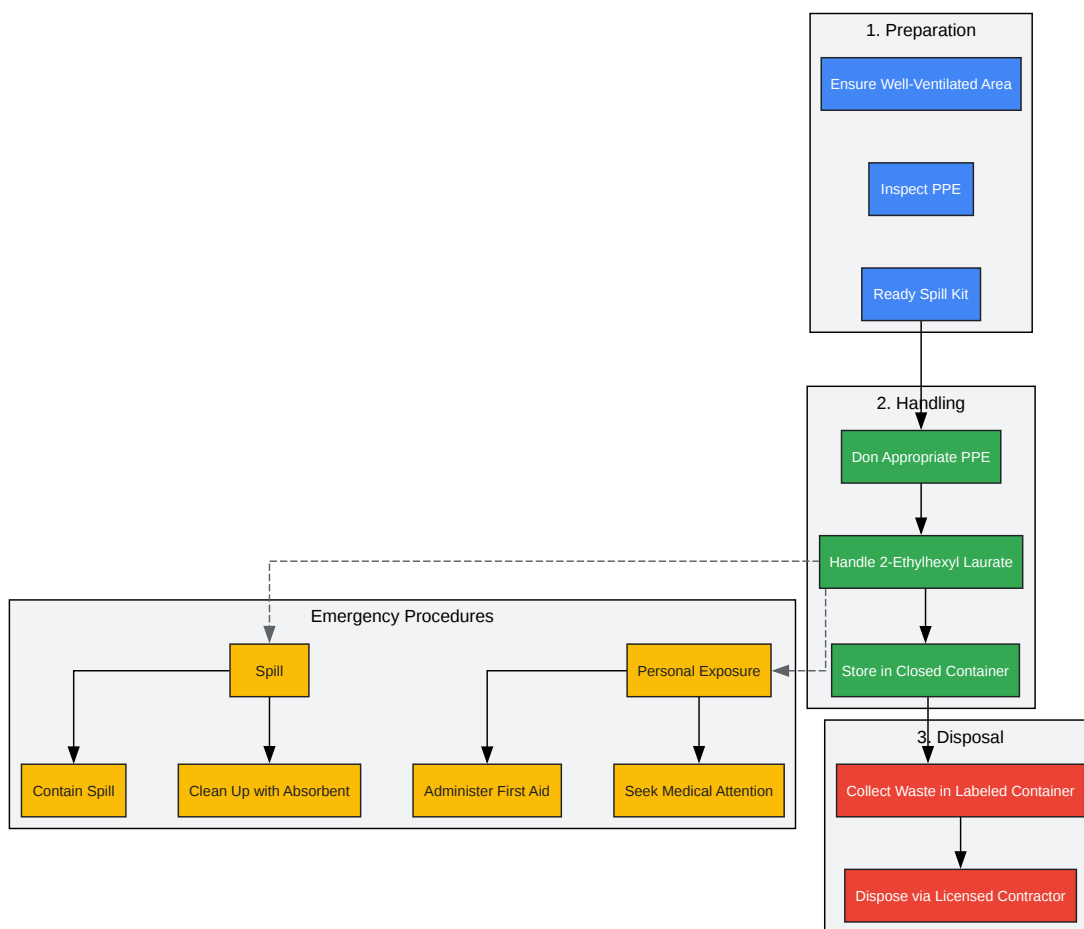 1. Preparation
Ensure Well-Ventilated Area
Inspect PPE
Ready Spill Kit
2. Handling
Don Appropriate PPE
Handle 2-Ethylhexyl Laurate
Store in Closed Container
Emergency Procedures
Spill
Personal Exposure
Contain Spill
Clean Up with Absorbent
Administer First Aid
Seek Medical Attention
3. Disposal
Collect Waste in Labeled Container
Dispose via Licensed Contractor